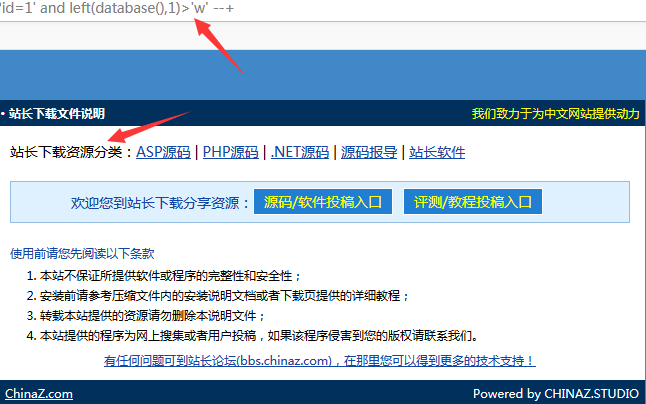 'id=1' and left(database(),1)>'w' --+
• 站长下载文件说明
我们致力于为中文网站提供动力
站长下载资源分类：ASP源码 | PHP源码 | .NET源码 | 源码报导 | 站长软件
欢迎您到站长下载分享资源： 源码/软件投稿入口 评测/教程投稿入口
使用前请您先阅读以下条款
1. 本站不保证所提供软件或程序的完整性和安全性；
2. 安装前请参考压缩文件内的安装说明文档或者下载页提供的详细教程；
3. 转载本站提供的资源请勿删除本说明文件；
4. 本站提供的程序为网上搜集或者用户投稿，如果该程序侵害到您的版权请联系我们。
有任何问题可到站长论坛(bbs.chinaz.com)，在那里您可以得到更多的技术支持！
ChinaZ.com
Powered by CHINAZ.STUDIO